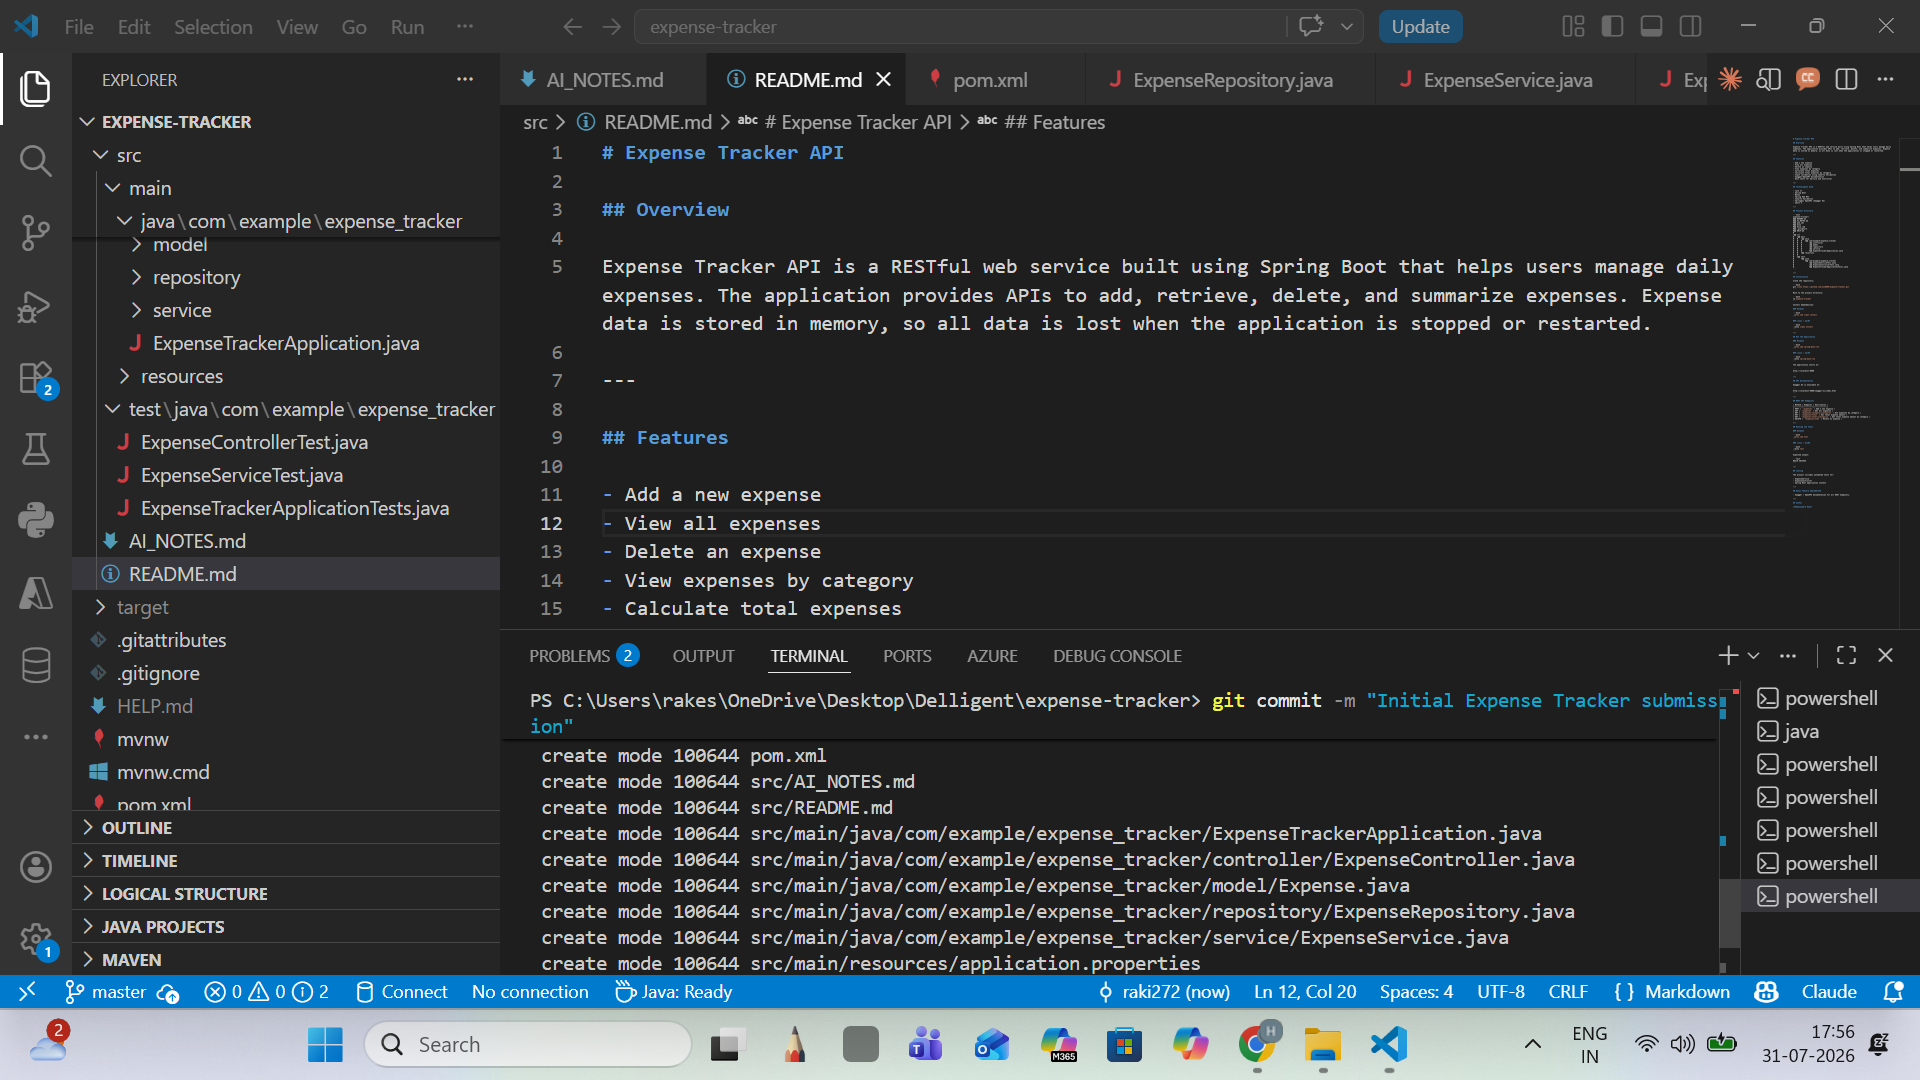 File Edit Selection View Go Run
expense-tracker
Update
EXPLORER
AI_NOTES.md
README.md
pom.xml
ExpenseRepository.java
ExpenseService.java
Exp
CC
EXPENSE-TRACKER
src
main
java\com\example\expense_tracker
model
repository
service
ExpenseTrackerApplication.java
resources
test\java\com\example\expense_tracker
ExpenseControllerTest.java
ExpenseServiceTest.java
ExpenseTrackerApplicationTests.java
AI_NOTES.md
README.md
target
.gitattributes
.gitignore
HELP.md
mvnw
mvnw.cmd
pom.xml
OUTLINE
TIMELINE
LOGICAL STRUCTURE
JAVA PROJECTS
MAVEN
2
1
src > README.md > abc # Expense Tracker API > abc ## Features
1 # Expense Tracker API
2
3 ## Overview
4
5 Expense Tracker API is a RESTful web service built using Spring Boot that helps users manage daily
expenses. The application provides APIs to add, retrieve, delete, and summarize expenses. Expense
data is stored in memory, so all data is lost when the application is stopped or restarted.
6
7 ---
8
9 ## Features
10
11 - Add a new expense
12 - View all expenses
13 - Delete an expense
14 - View expenses by category
15 - Calculate total expenses
PROBLEMS 2 OUTPUT TERMINAL PORTS AZURE DEBUG CONSOLE
PS C:\Users\rakes\OneDrive\Desktop\Delligent\expense-tracker> git commit -m "Initial Expense Tracker submiss
ion"
create mode 100644 pom.xml
create mode 100644 src/AI_NOTES.md
create mode 100644 src/README.md
create mode 100644 src/main/java/com/example/expense_tracker/ExpenseTrackerApplication.java
create mode 100644 src/main/java/com/example/expense_tracker/controller/ExpenseController.java
create mode 100644 src/main/java/com/example/expense_tracker/model/Expense.java
create mode 100644 src/main/java/com/example/expense_tracker/repository/ExpenseRepository.java
create mode 100644 src/main/java/com/example/expense_tracker/service/ExpenseService.java
create mode 100644 src/main/resources/application.properties
powershell
java
powershell
powershell
powershell
powershell
powershell
master 0 0 2 Connect No connection Java: Ready raki272 (now) Ln 12, Col 20 Spaces: 4 UTF-8 CRLF { } Markdown Claude
2
Search
M365
H
ENG
IN
17:56
31-07-2026